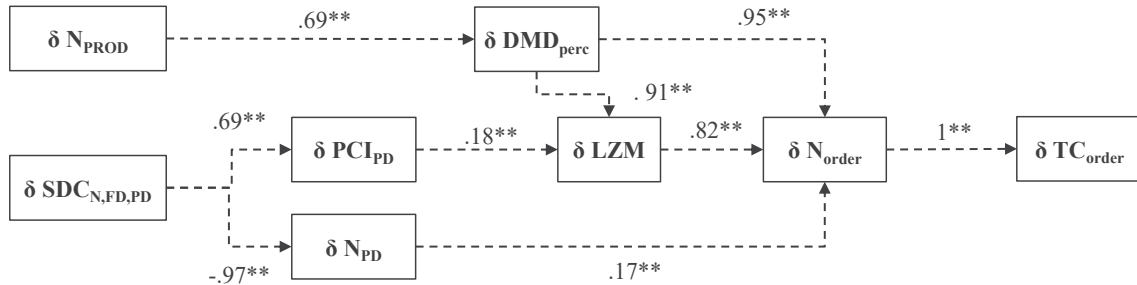 .69**
.95**
δ N_PROD
δ DMD_perc
. 91**
.69**
.18**
.82**
1**
δ PCI_PD
δ LZM
δ N_order
δ TC_order
δ SDC_N,FD,PD
δ N_PD
-.97**
.17**